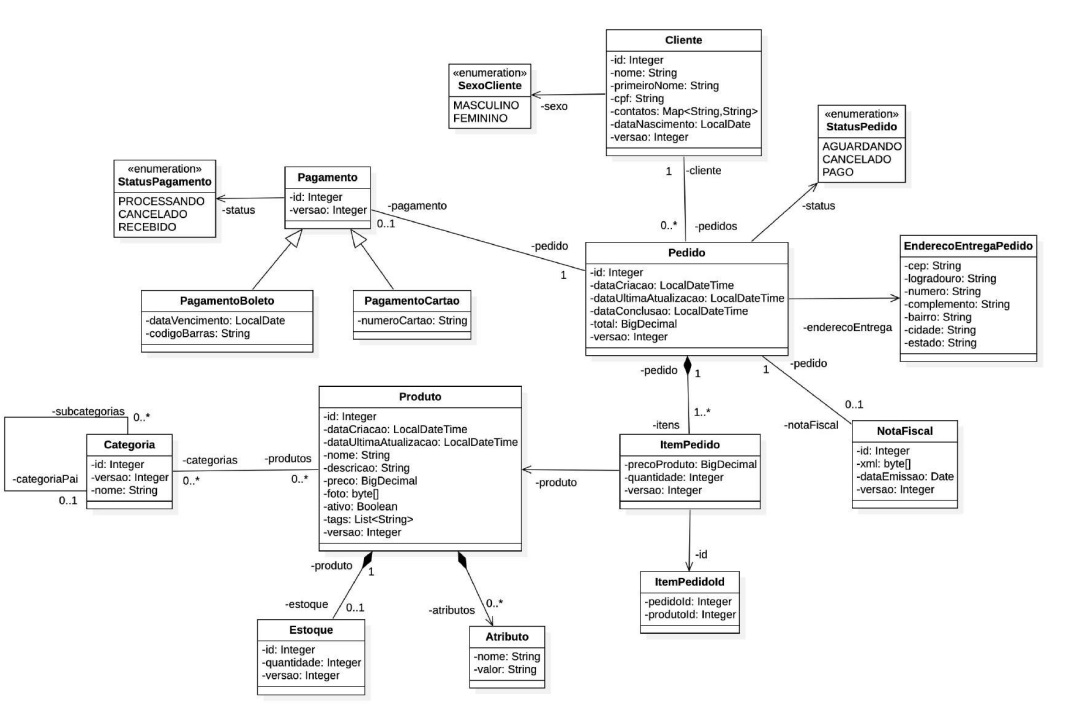 Cliente
-id: Integer
-nome: String
-primeiroNome: String
-cpf: String
-contatos: Map<String,String>
-dataNascimento: LocalDate
-versao: Integer
«enumeration»
SexoCliente
MASCULINO
FEMININO
-sexo
«enumeration»
StatusPedido
AGUARDANDO
CANCELADO
PAGO
-status
1
-cliente
0..*
-pedidos
«enumeration»
StatusPagamento
PROCESSANDO
CANCELADO
RECEBIDO
-status
Pagamento
-id: Integer
-versao: Integer
-pagamento
0..1
-pedido
1
Pedido
-id: Integer
-dataCriacao: LocalDateTime
-dataUltimaAtualizacao: LocalDateTime
-dataConclusao: LocalDateTime
-total: BigDecimal
-versao: Integer
EnderecoEntregaPedido
-cep: String
-logradouro: String
-numero: String
-complemento: String
-bairro: String
-cidade: String
-estado: String
-enderecoEntrega
PagamentoBoleto
-dataVencimento: LocalDate
-codigoBarras: String
PagamentoCartao
-numeroCartao: String
-pedido
1
1..*
-itens
1
-pedido
0..1
-notaFiscal
Produto
-id: Integer
-dataCriacao: LocalDateTime
-dataUltimaAtualizacao: LocalDateTime
-nome: String
-descricao: String
-preco: BigDecimal
-foto: byte[]
-ativo: Boolean
-tags: List<String>
-versao: Integer
-subcategorias
0..*
Categoria
-id: Integer
-versao: Integer
-nome: String
-categoriaPai
0..1
-categorias
0..*
-produtos
0..*
ItemPedido
-precoProduto: BigDecimal
-quantidade: Integer
-versao: Integer
-produto
NotaFiscal
-id: Integer
-xml: byte[]
-dataEmissao: Date
-versao: Integer
-id
ItemPedidoId
-pedidoId: Integer
-produtoId: Integer
-produto
1
-estoque
0..1
Estoque
-id: Integer
-quantidade: Integer
-versao: Integer
-atributos
0..*
Atributo
-nome: String
-valor: String